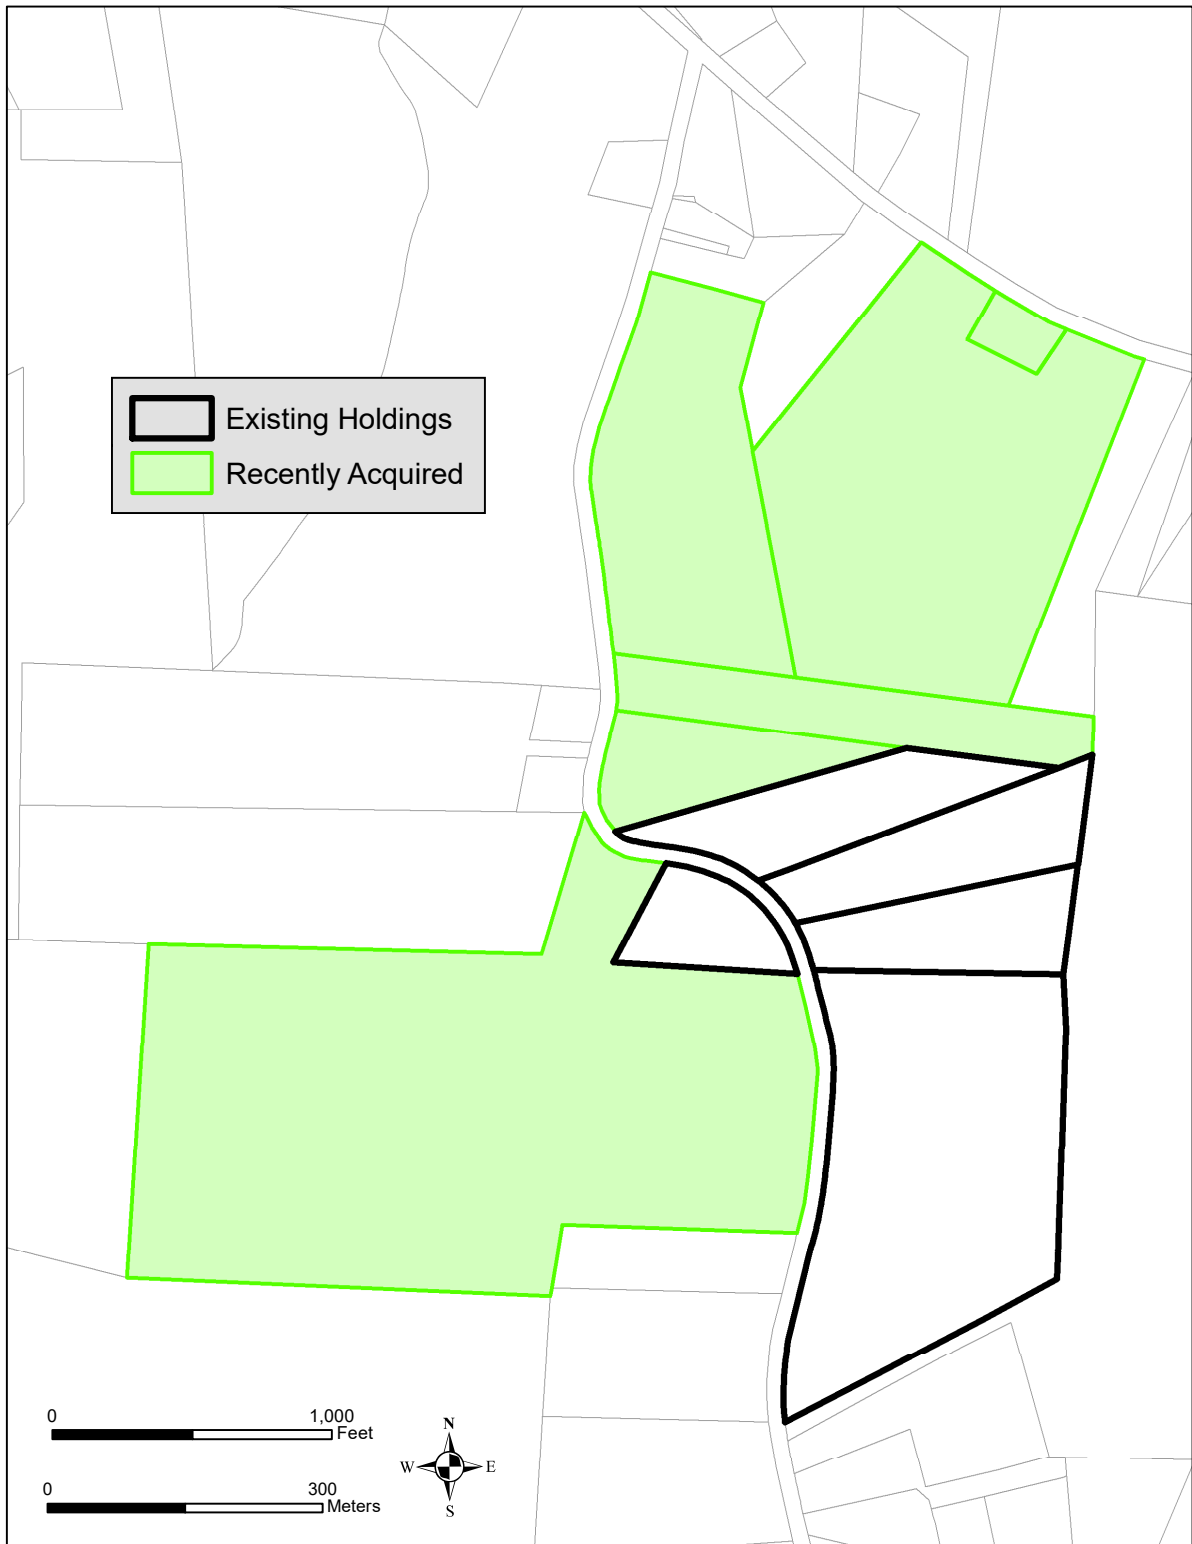 Existing Holdings
Recently Acquired
0 1,000
Feet
N
W E
S
0 300
Meters